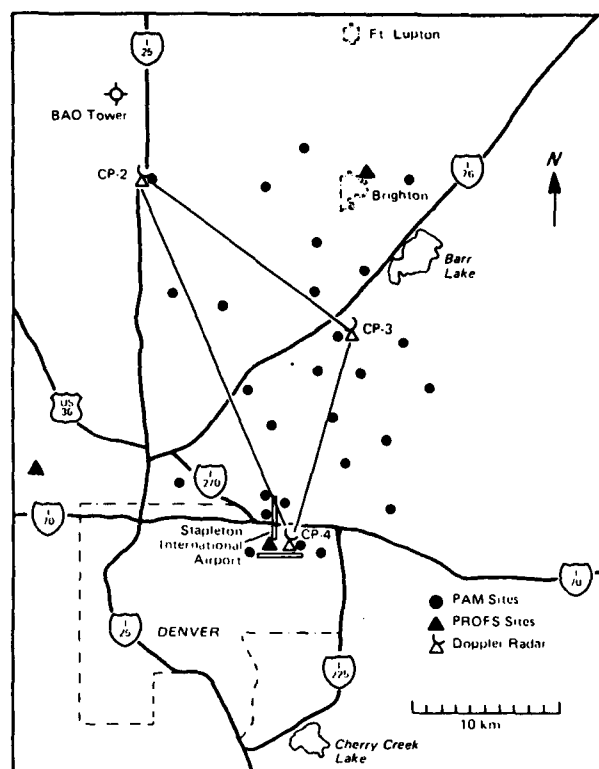 I
25
Ft. Lupton
BAO Tower
CP-2
Brighton
I
76
N
Barr
Lake
CP-3
US
36
I
270
I
70
Stapleton
International
Airport
CP-4
I
70
PAM Sites
PROFS Sites
Doppler Radar
I
25
DENVER
I
225
10 km
Cherry Creek
Lake